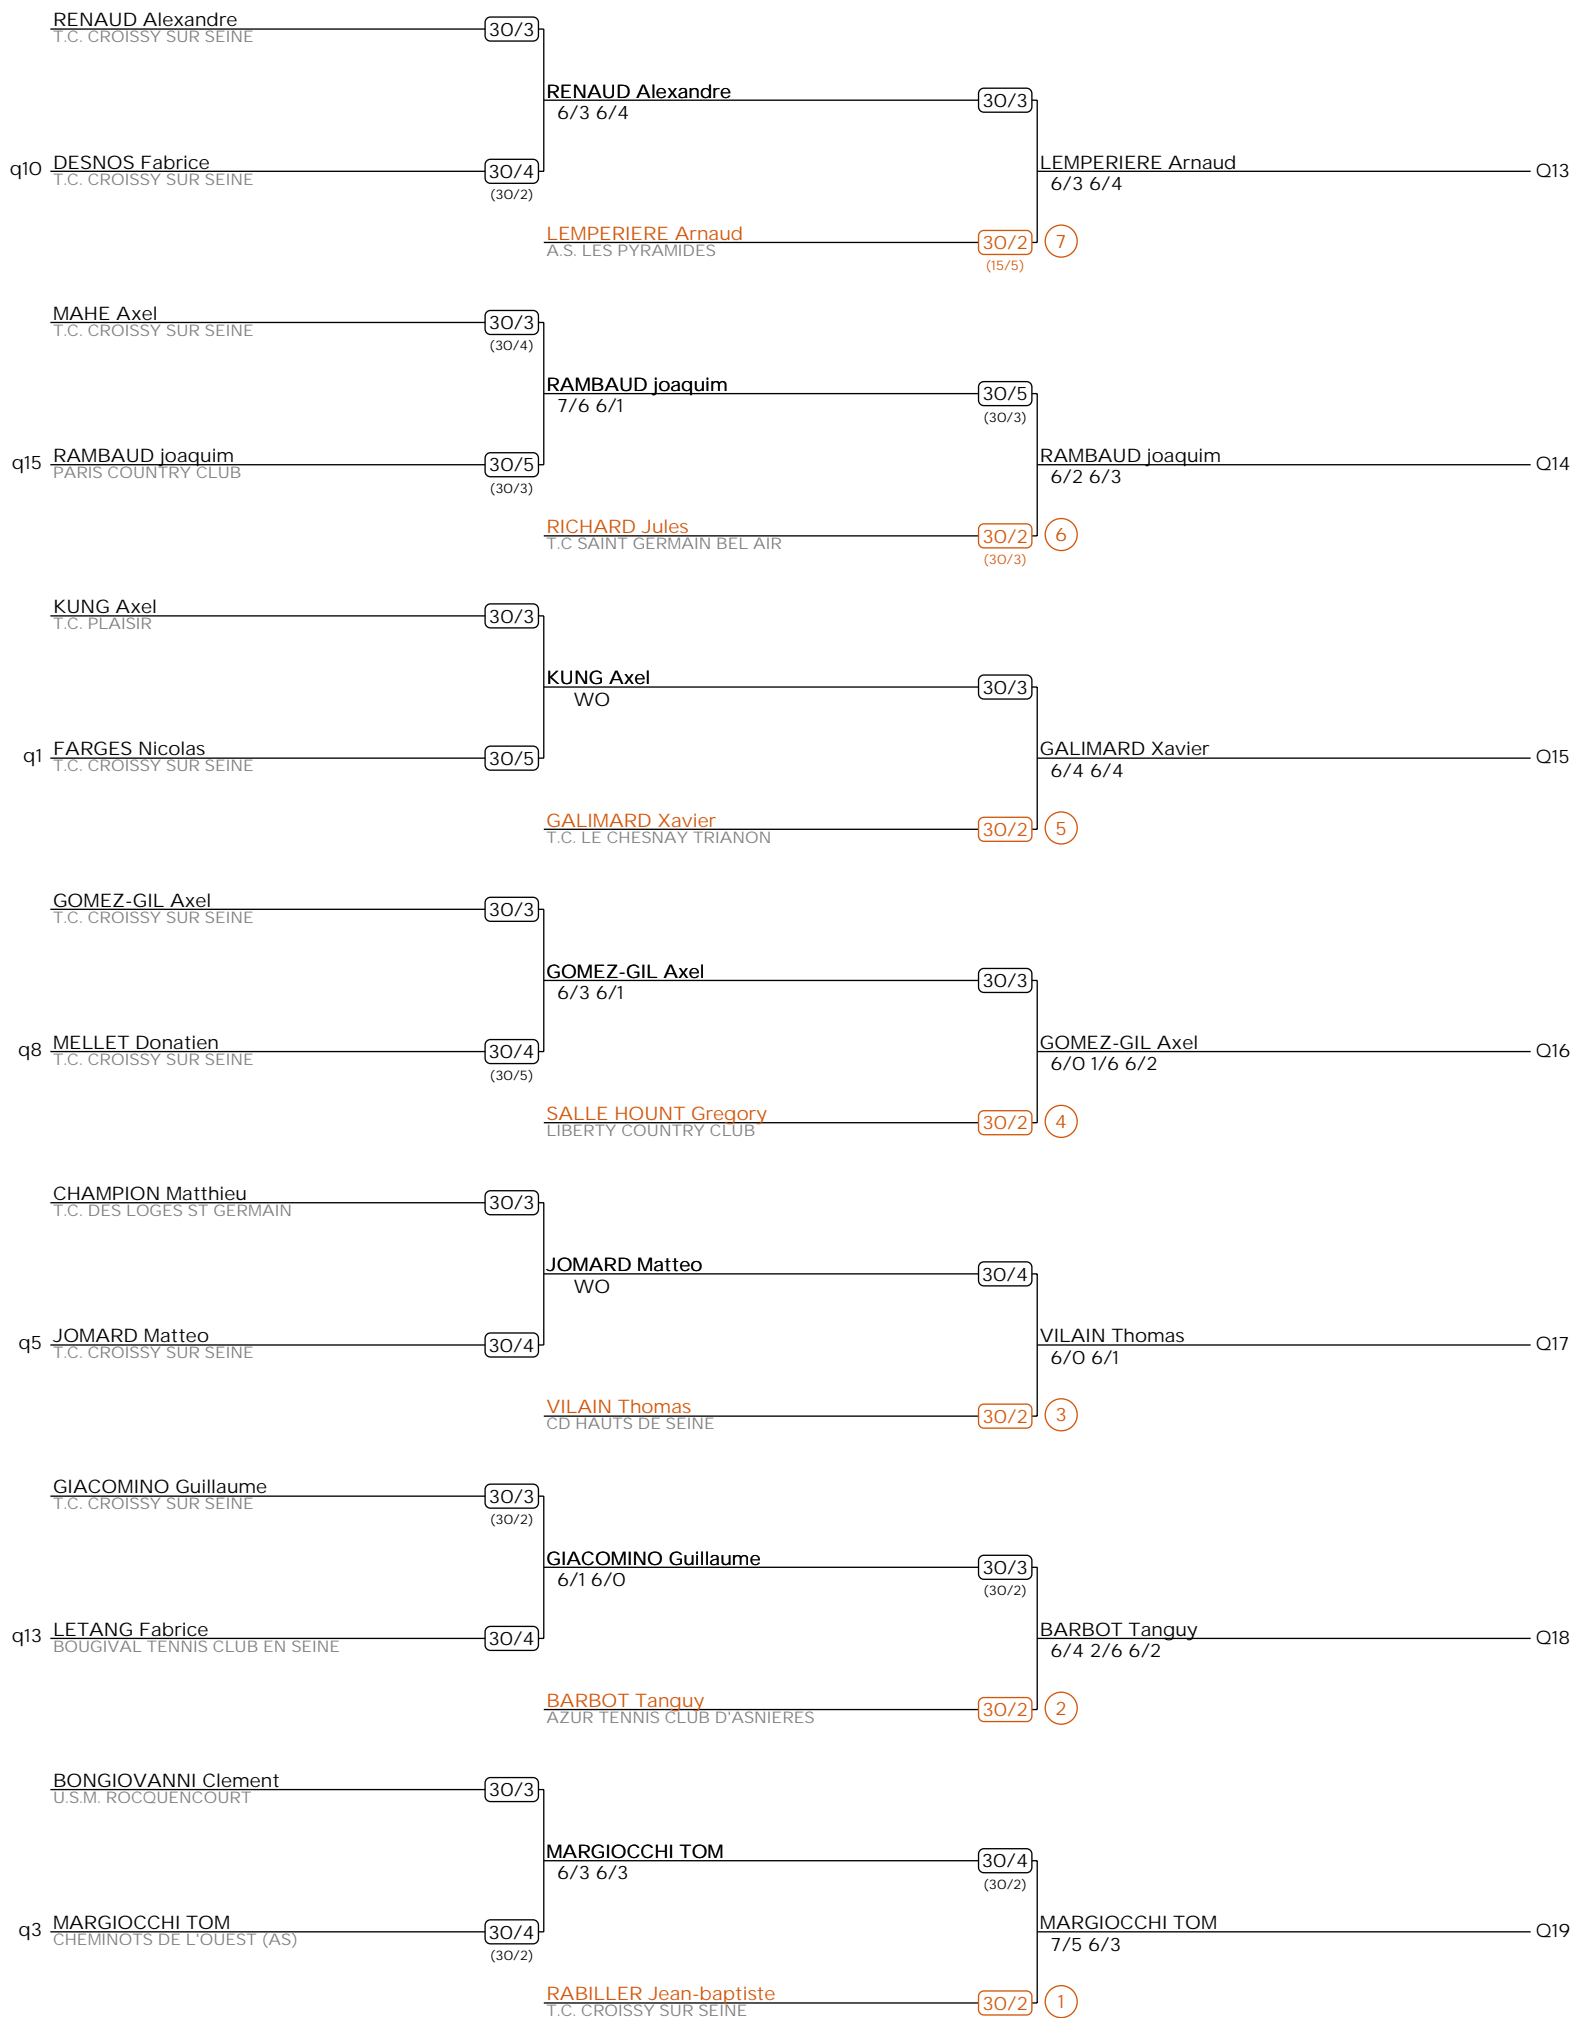 RENAUD Alexandre
T.C. CROISSY SUR SEINE
30/3
RENAUD Alexandre
6/3 6/4
30/3
q10 DESNOS Fabrice
T.C. CROISSY SUR SEINE
30/4
(30/2)
LEMPERIERE Arnaud
6/3 6/4
Q13
LEMPERIERE Arnaud
A.S. LES PYRAMIDES
30/2 7
(15/5)
MAHE Axel
T.C. CROISSY SUR SEINE
30/3
(30/4)
RAMBAUD joaquim
7/6 6/1
30/5
(30/3)
q15 RAMBAUD joaquim
PARIS COUNTRY CLUB
30/5
(30/3)
RAMBAUD joaquim
6/2 6/3
Q14
RICHARD Jules
T.C SAINT GERMAIN BEL AIR
30/2 6
(30/3)
KUNG Axel
T.C. PLAISIR
30/3
KUNG Axel
WO
30/3
q1 FARGES Nicolas
T.C. CROISSY SUR SEINE
30/5
GALIMARD Xavier
6/4 6/4
Q15
GALIMARD Xavier
T.C. LE CHESNAY TRIANON
30/2 5
GOMEZ-GIL Axel
T.C. CROISSY SUR SEINE
30/3
GOMEZ-GIL Axel
6/3 6/1
30/3
q8 MELLET Donatien
T.C. CROISSY SUR SEINE
30/4
(30/5)
GOMEZ-GIL Axel
6/0 1/6 6/2
Q16
SALLE HOUNT Gregory
LIBERTY COUNTRY CLUB
30/2 4
CHAMPION Matthieu
T.C. DES LOGES ST GERMAIN
30/3
JOMARD Matteo
WO
30/4
q5 JOMARD Matteo
T.C. CROISSY SUR SEINE
30/4
VILAIN Thomas
6/0 6/1
Q17
VILAIN Thomas
CD HAUTS DE SEINE
30/2 3
GIACOMINO Guillaume
T.C. CROISSY SUR SEINE
30/3
(30/2)
GIACOMINO Guillaume
6/1 6/0
30/3
(30/2)
q13 LETANG Fabrice
BOUGIVAL TENNIS CLUB EN SEINE
30/4
BARBOT Tanguy
6/4 2/6 6/2
Q18
BARBOT Tanguy
AZUR TENNIS CLUB D'ASNIERES
30/2 2
BONGIOVANNI Clement
U.S.M. ROCQUENCOURT
30/3
MARGIOCCHI TOM
6/3 6/3
30/4
(30/2)
q3 MARGIOCCHI TOM
CHEMINOTS DE L'OUEST (AS)
30/4
(30/2)
MARGIOCCHI TOM
7/5 6/3
Q19
RABILLER Jean-baptiste
T.C. CROISSY SUR SEINE
30/2 1